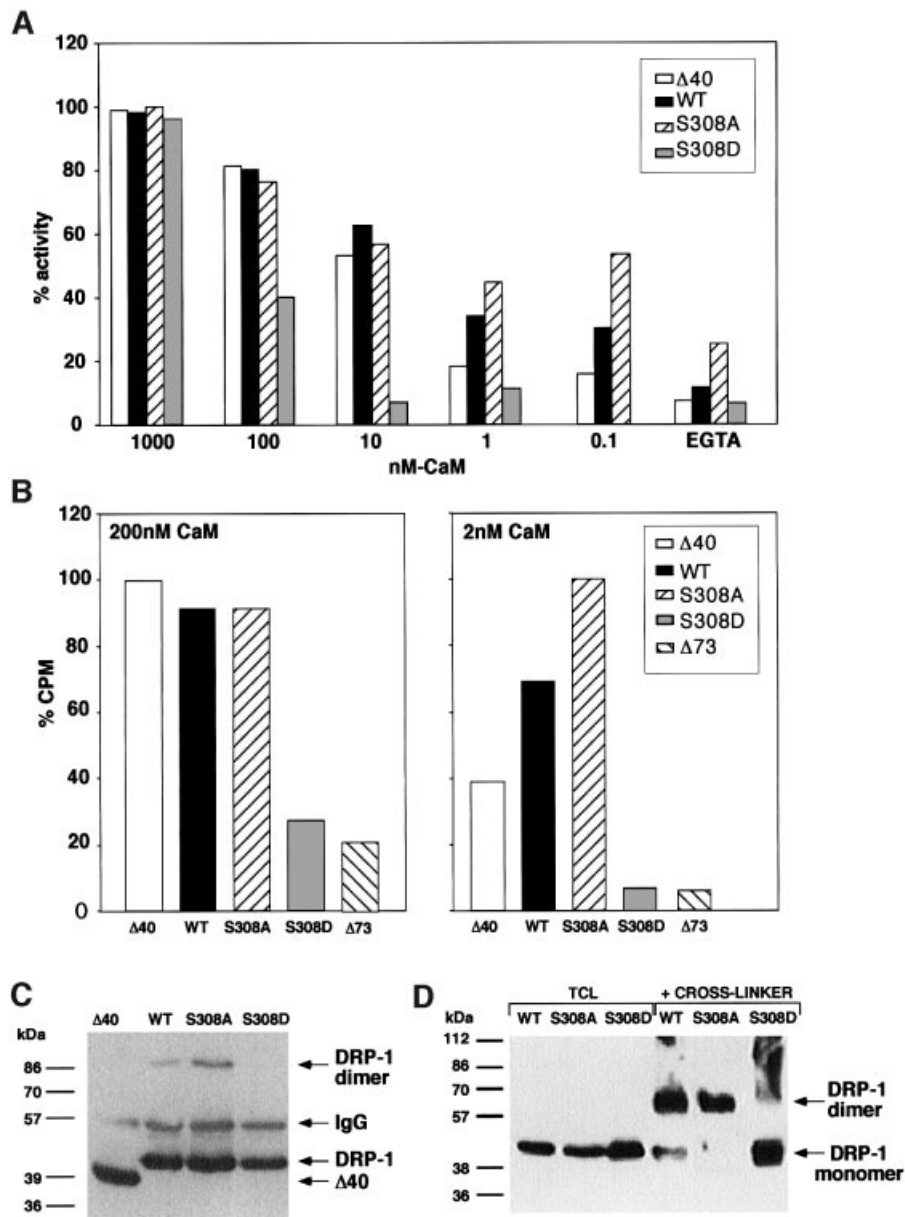 A
120
100
80
60
40
20
0
% activity
Δ40
WT
S308A
S308D
1000 100 10 1 0.1 EGTA
nM-CaM
B
120
100
80
60
40
20
0
% CPM
200nM CaM
Δ40 WT S308A S308D Δ73
2nM CaM
Δ40
WT
S308A
S308D
Δ73
Δ40 WT S308A S308D Δ73
C
kDa
Δ40 WT S308A S308D
86
70
57
39
36
DRP-1
dimer
IgG
DRP-1
Δ40
D
TCL + CROSS-LINKER
kDa
WT S308A S308D WT S308A S308D
112
86
70
57
38
36
DRP-1
dimer
DRP-1
monomer